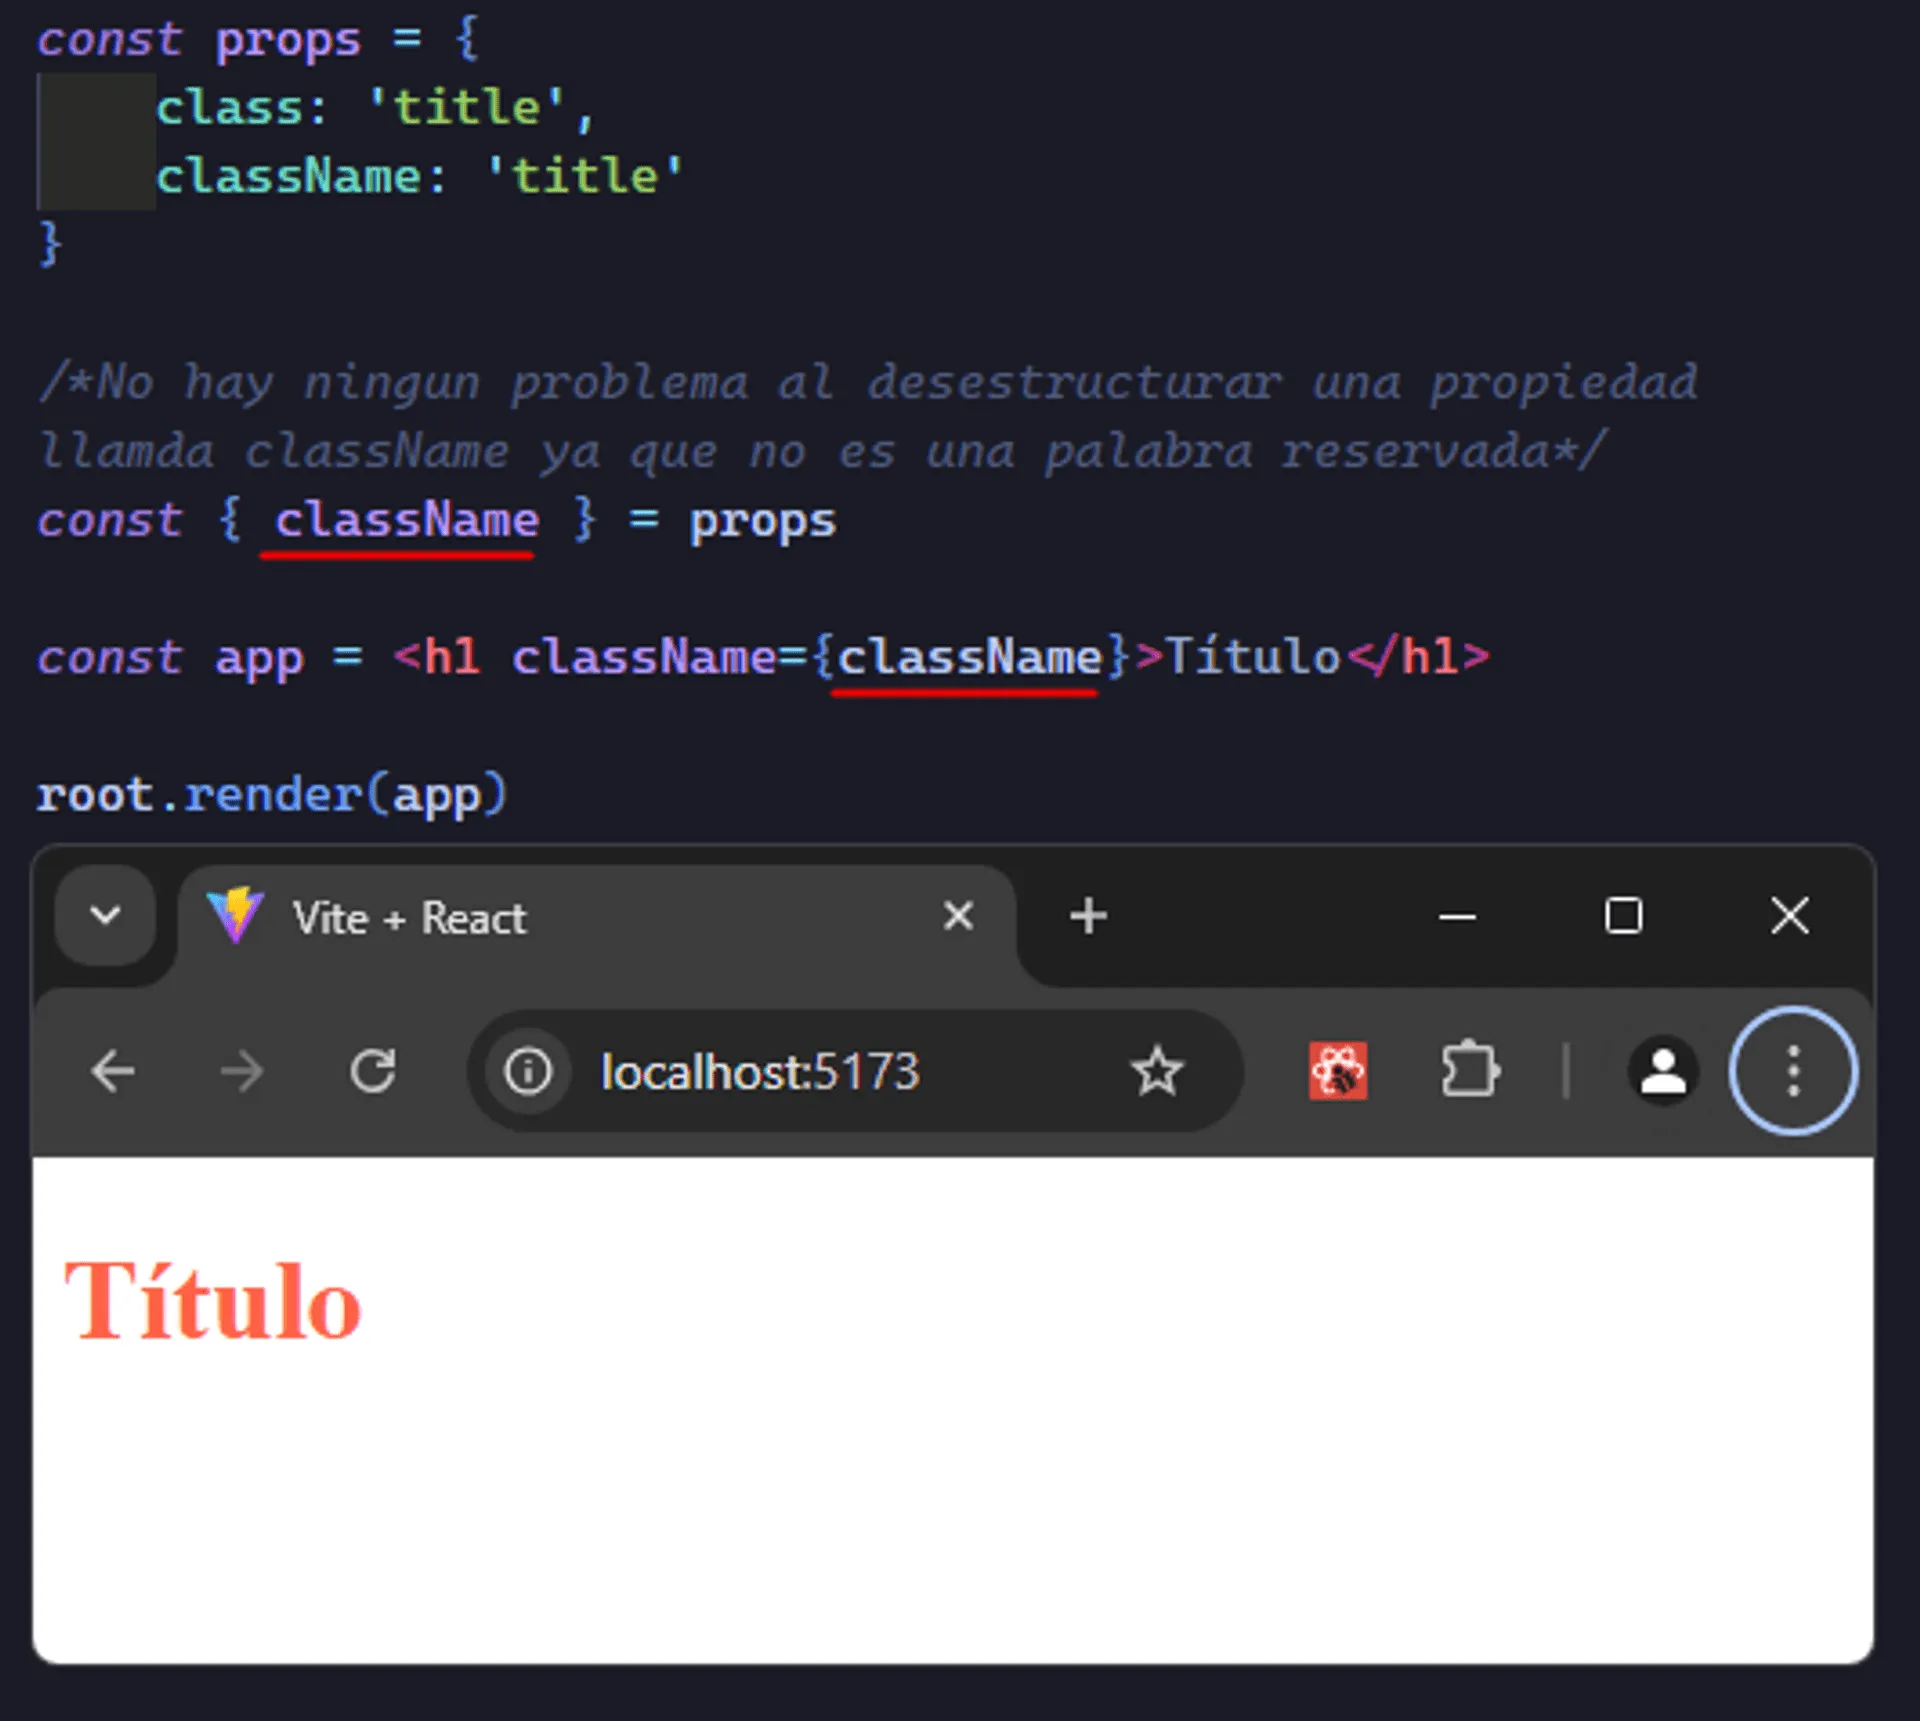 const props = {
class: 'title',
className: 'title'
}
/*No hay ningun problema al desestructurar una propiedad
llamda className ya que no es una palabra reservada*/
const { className } = props
const app = <h1 className={className}>Título</h1>
root.render(app)
Vite + React
localhost:5173
Título